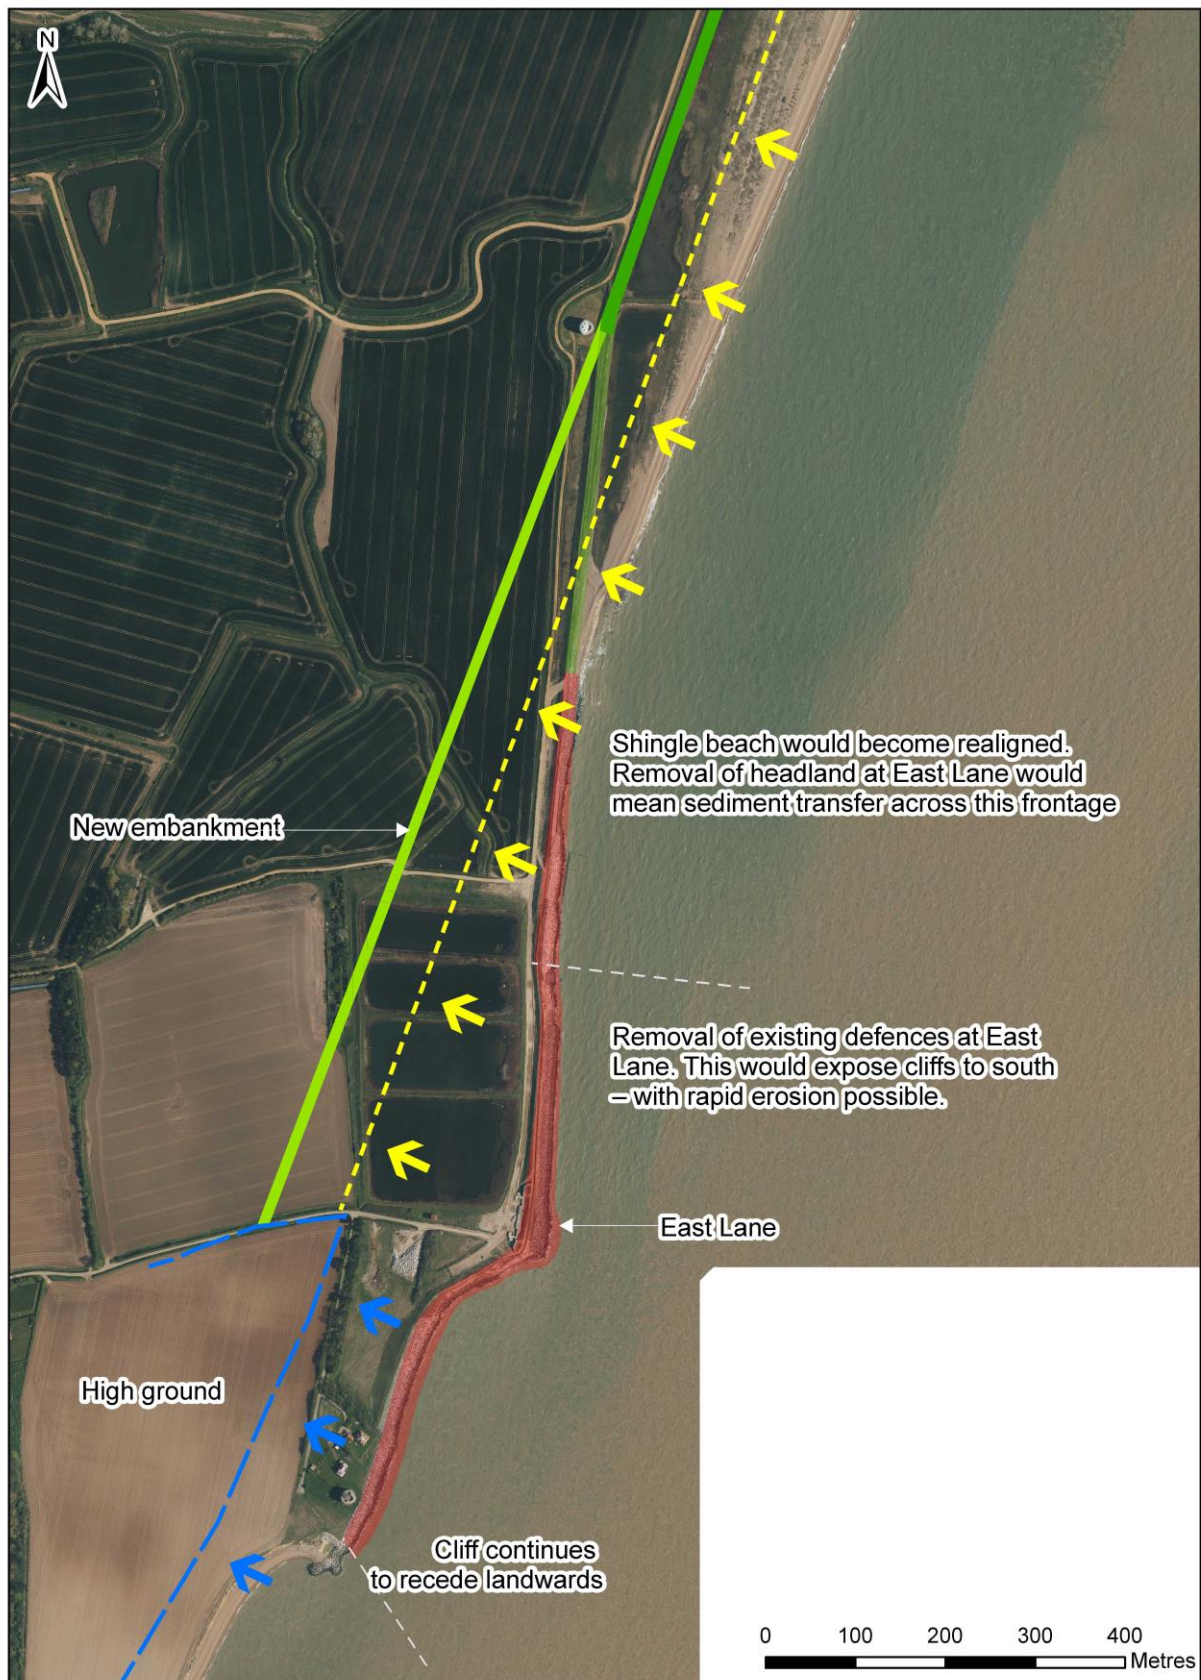 N
Shingle beach would become realigned.
Removal of headland at East Lane would
mean sediment transfer across this frontage
New embankment
Removal of existing defences at East
Lane. This would expose cliffs to south
– with rapid erosion possible.
East Lane
High ground
Cliff continues
to recede landwards
0 100 200 300 400
Metres